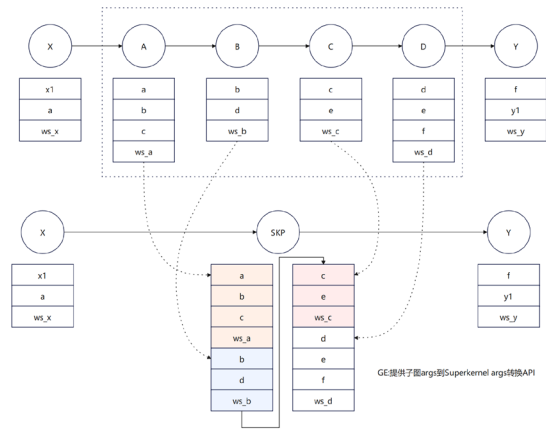 X
A
B
C
D
Y
x1
a
ws_x
a
b
c
ws_a
b
d
ws_b
c
e
ws_c
d
e
f
ws_d
f
y1
ws_y
X
SKP
Y
x1
a
ws_x
a
b
c
ws_a
b
d
ws_b
c
e
ws_c
d
e
f
ws_d
f
y1
ws_y
GE:提供子图args到Superkernel args转换API